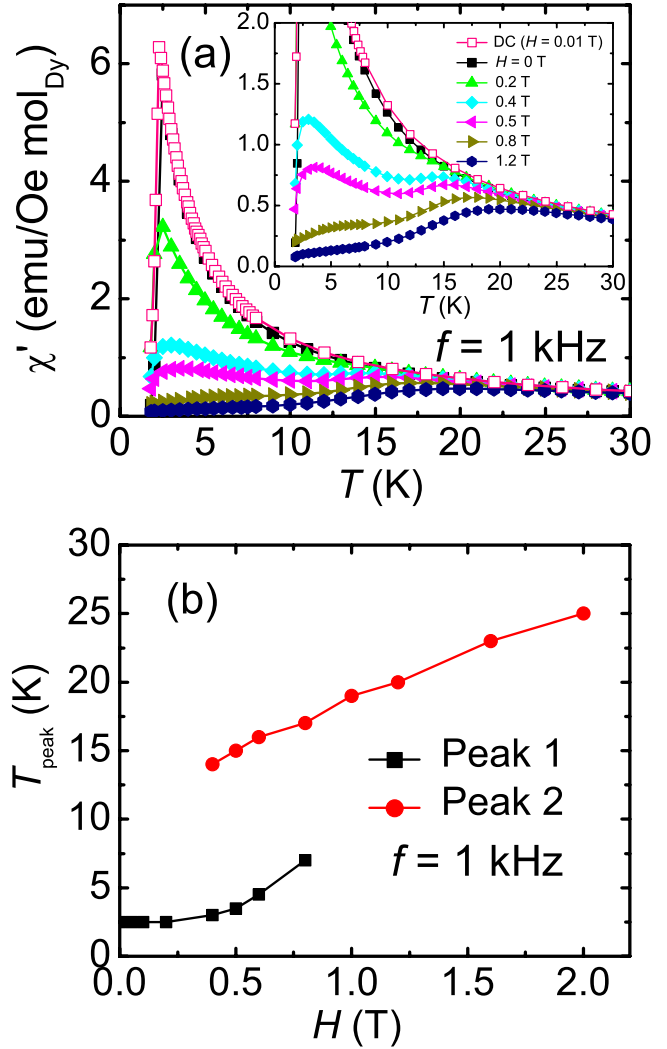 (a)
χ' (emu/Oe mol_Dy)
6
4
2
0
5 10 15 20 25 30
T (K)
f = 1 kHz
2.0
1.5
1.0
0.5
0.0
0 5 10 15 20 25 30
T (K)
DC (H = 0.01 T)
H = 0 T
0.2 T
0.4 T
0.5 T
0.8 T
1.2 T
(b)
T_peak (K)
30
25
20
15
10
5
0
0.0 0.5 1.0 1.5 2.0
H (T)
Peak 1
Peak 2
f = 1 kHz